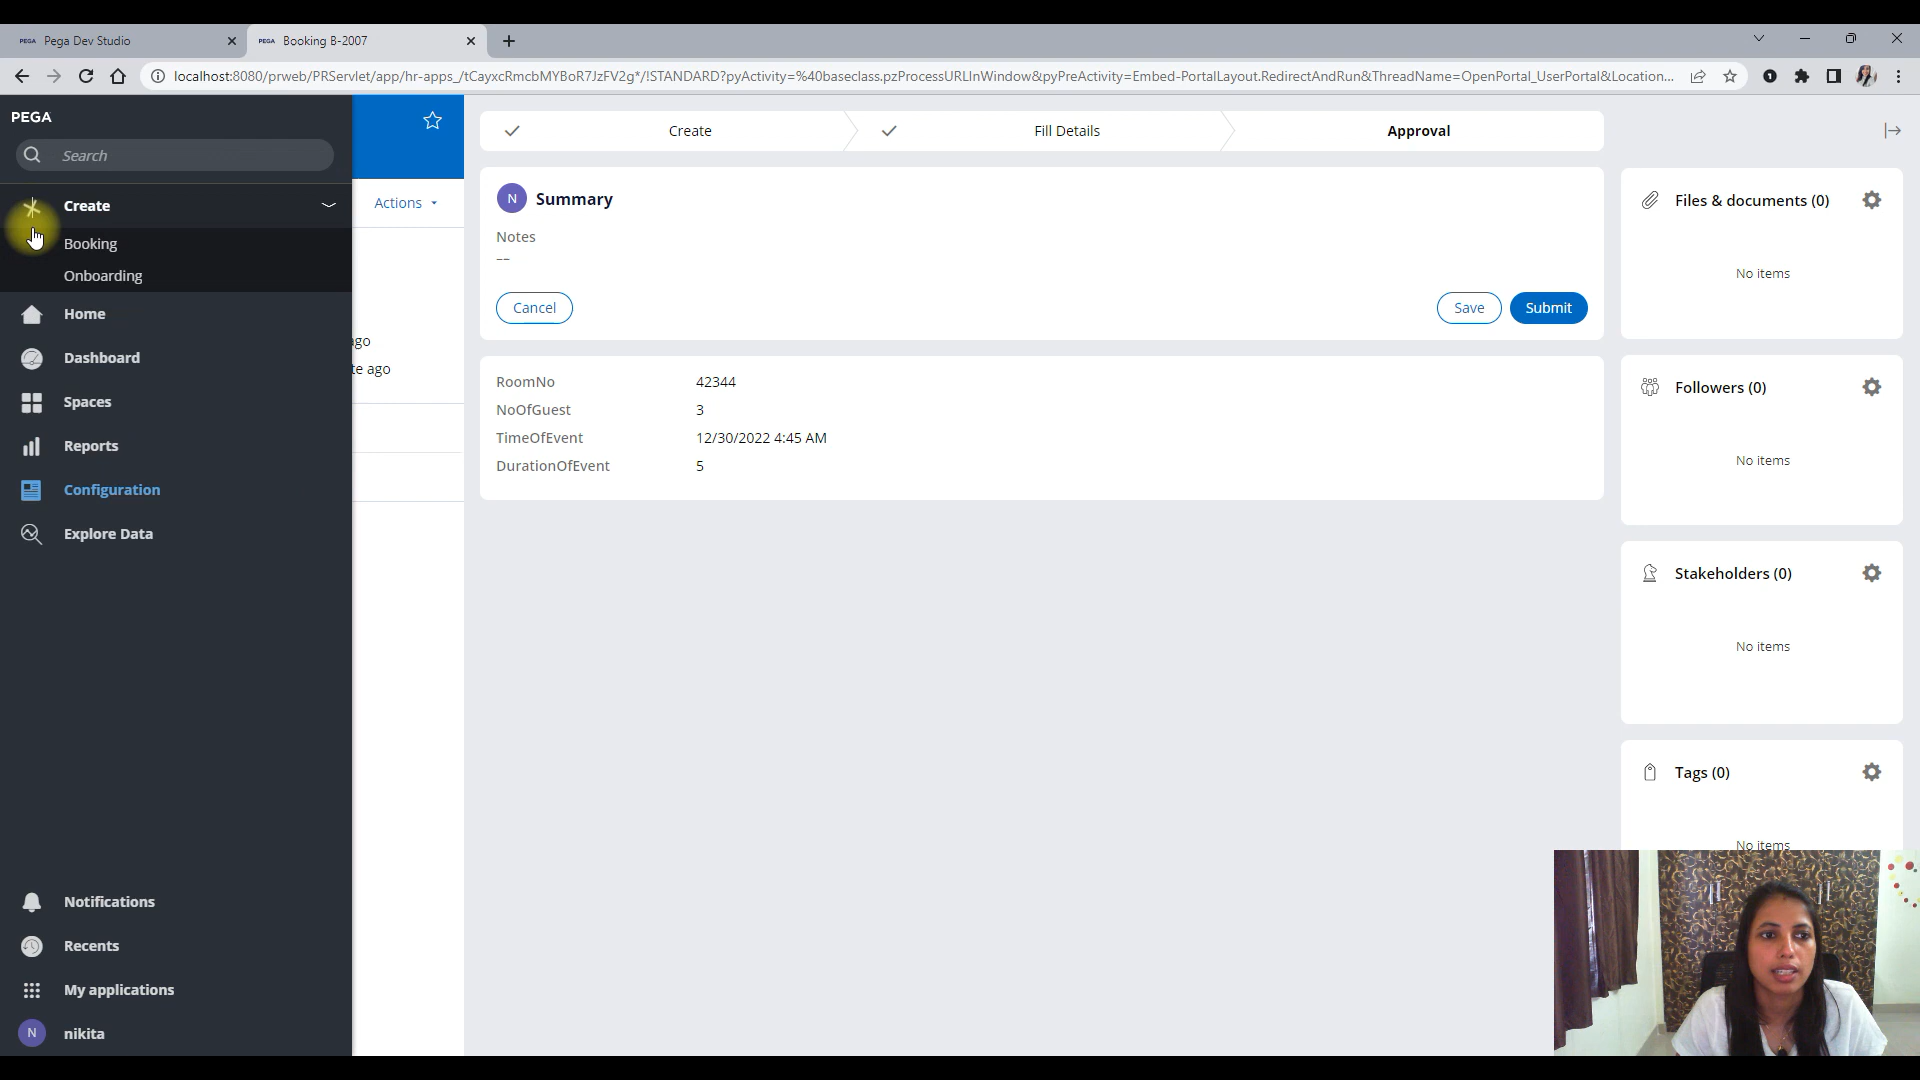 PEGA Pega Dev Studio
PEGA Booking B-2007
localhost:8080/prweb/PRServlet/app/hr-apps_/tCayxcRmcbMYBoR7JzFV2g*/!STANDARD?pyActivity=%40baseclass.pzProcessURLInWindow&pyPreActivity=Embed-PortalLayout.RedirectAndRun&ThreadName=OpenPortal_UserPortal&Location...
PEGA
Search
Create
Booking
Onboarding
Home
Dashboard
Spaces
Reports
Configuration
Explore Data
Notifications
Recents
My applications
N nikita
Actions
ago
te ago
Create
Fill Details
Approval
N Summary
Notes
––
Cancel
Save
Submit
RoomNo 42344
NoOfGuest 3
TimeOfEvent 12/30/2022 4:45 AM
DurationOfEvent 5
Files & documents (0)
No items
Followers (0)
No items
Stakeholders (0)
No items
Tags (0)
No items